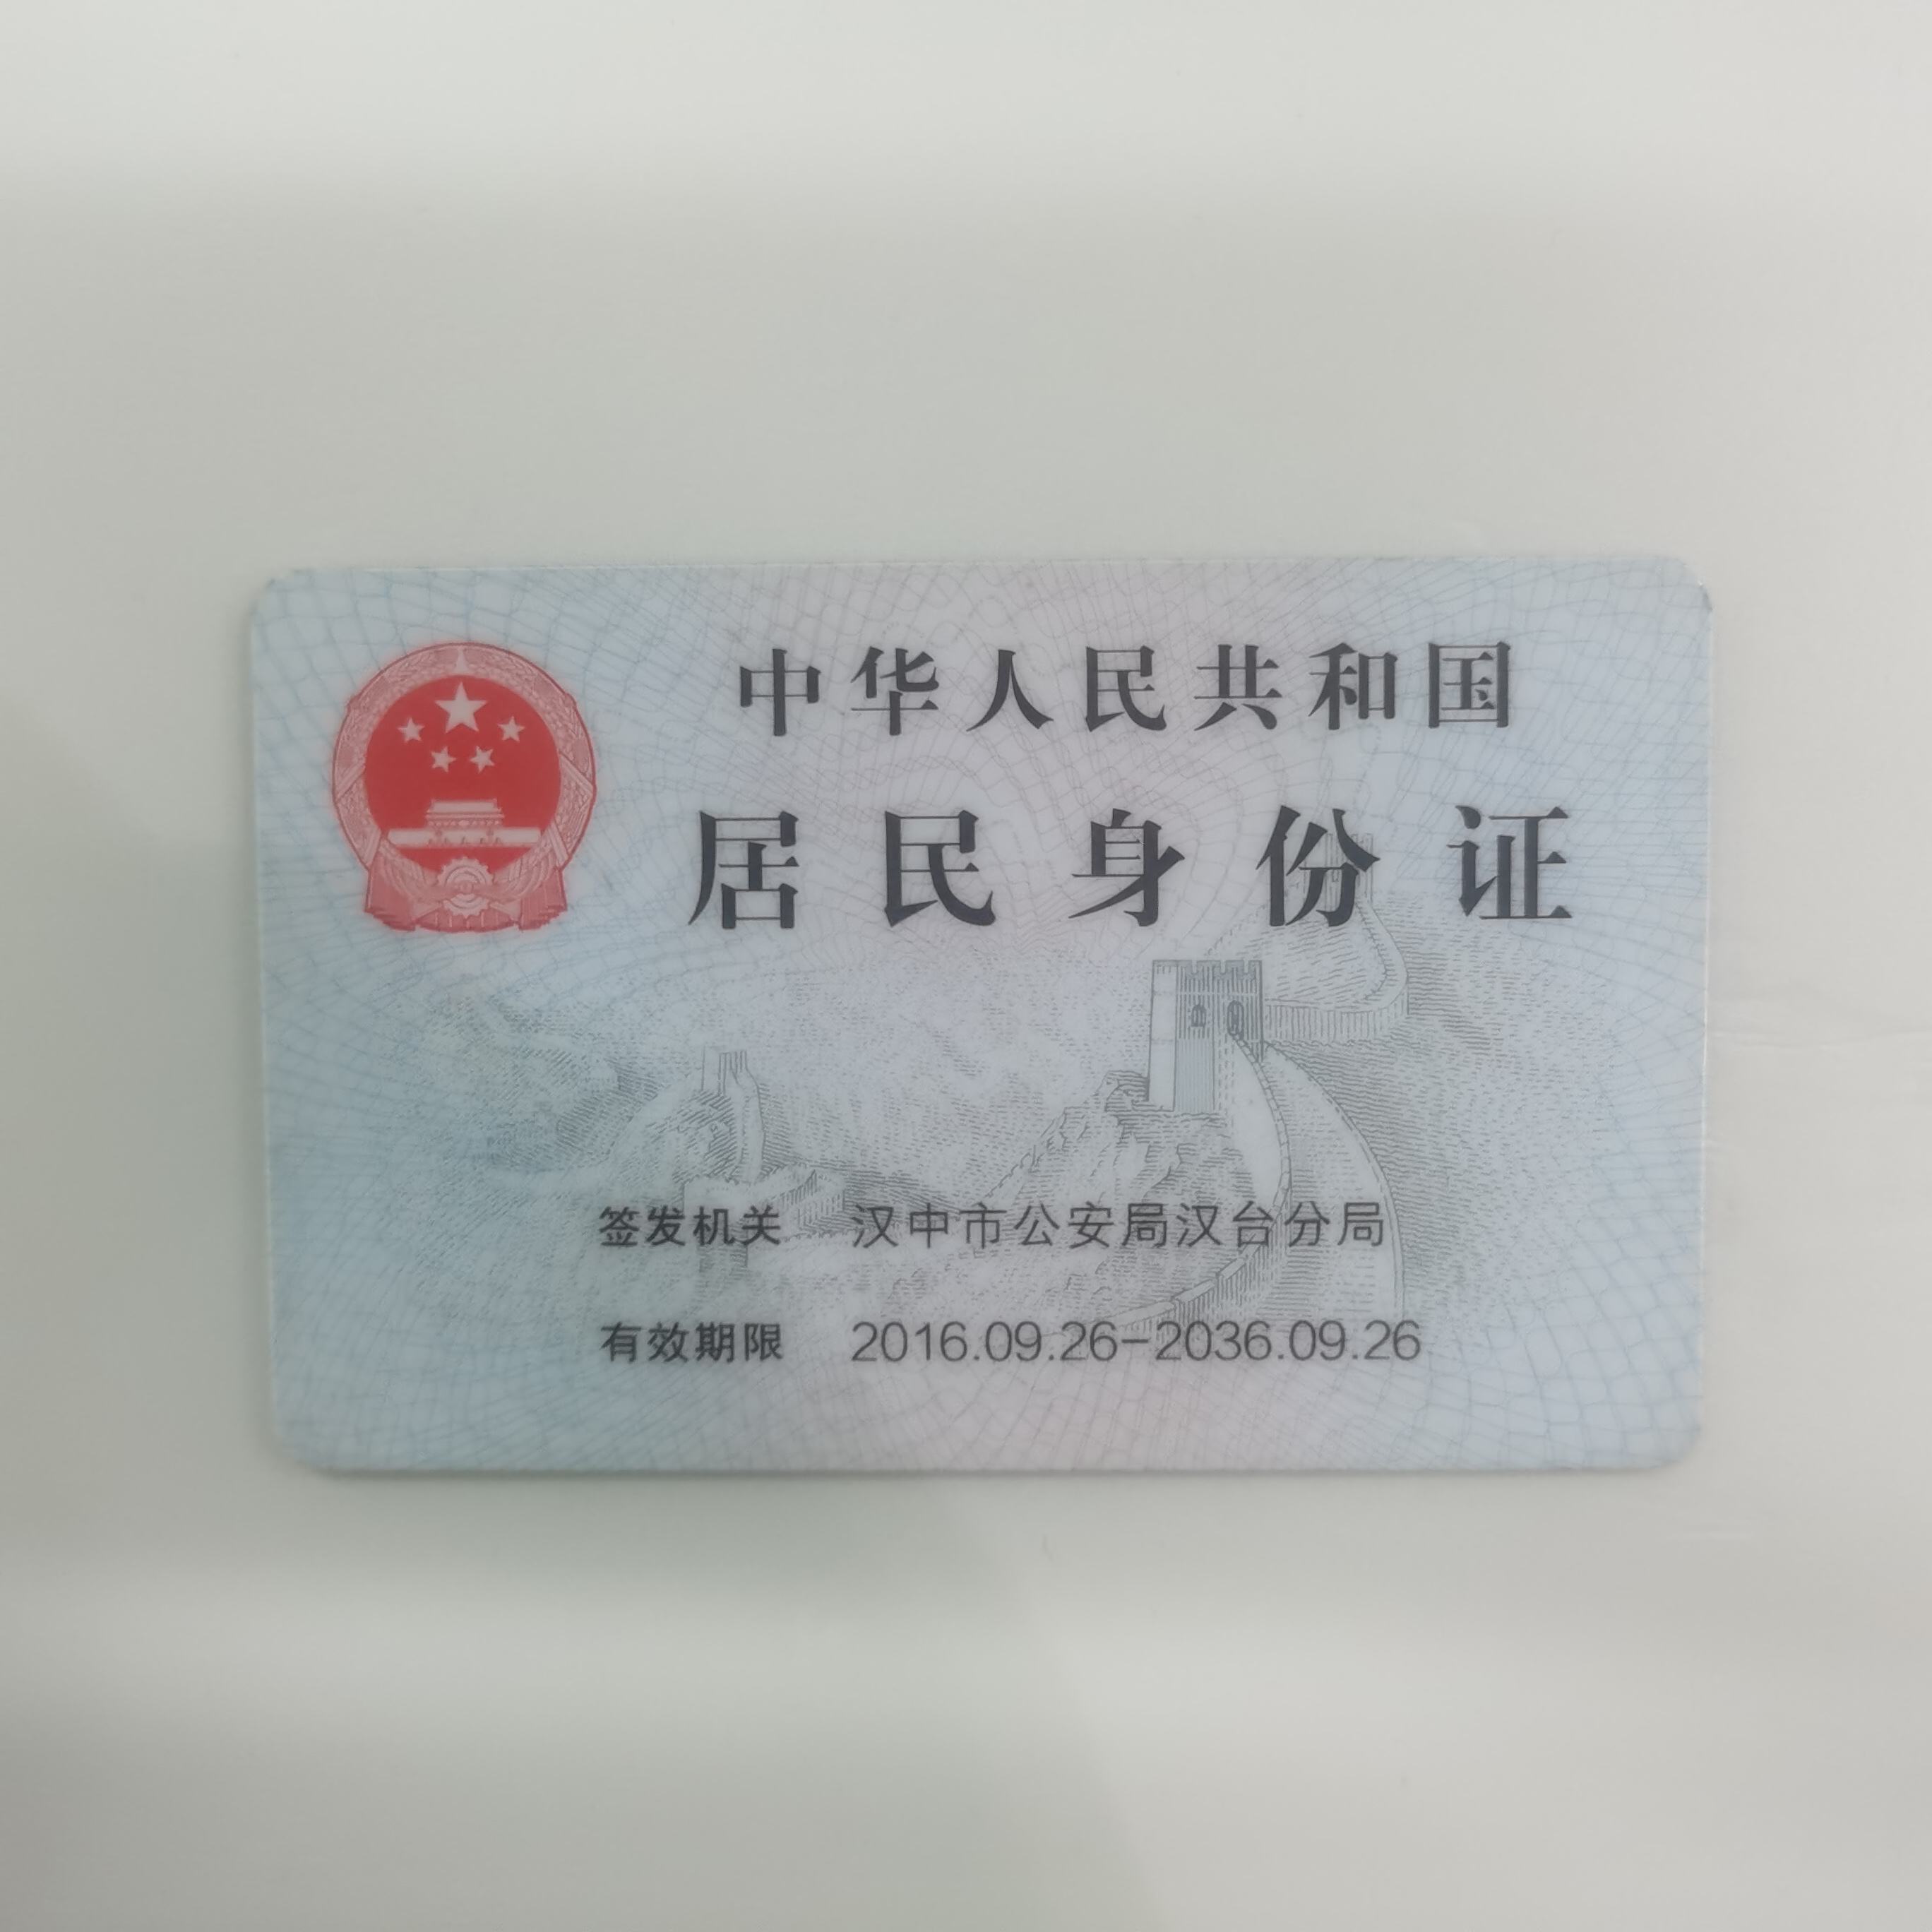 中华人民共和国
居民身份证
签发机关 汉中市公安局汉台分局
有效期限 2016.09.26-2036.09.26